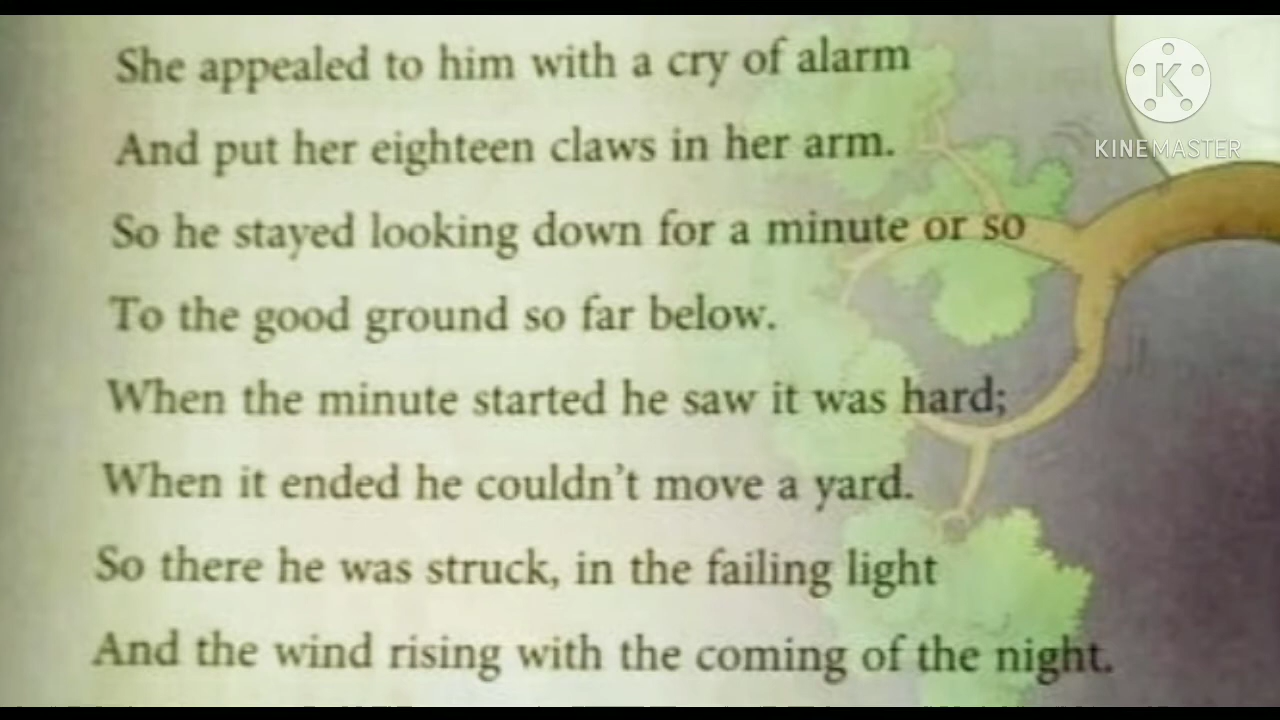 She appealed to him with a cry of alarm
And put her eighteen claws in her arm.
So he stayed looking down for a minute or so
To the good ground so far below.
When the minute started he saw it was hard;
When it ended he couldn't move a yard.
So there he was struck, in the failing light
And the wind rising with the coming of the night.
K
KINEMASTER